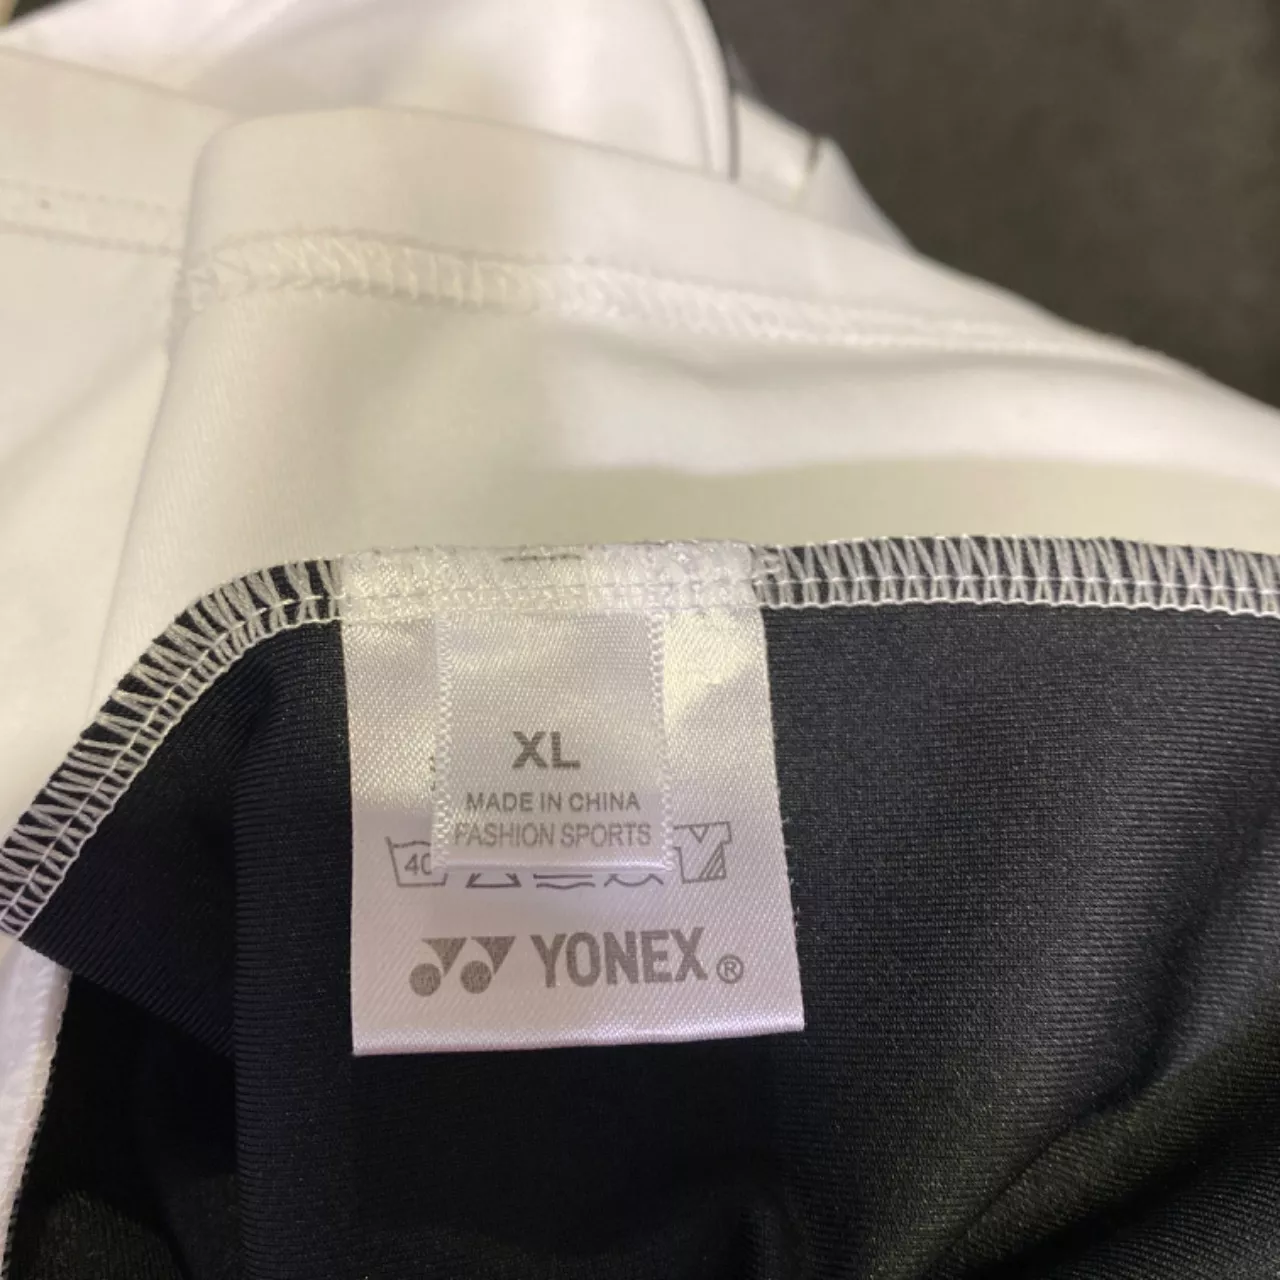 XL
MADE IN CHINA
FASHION SPORTS
40
YONEX ®